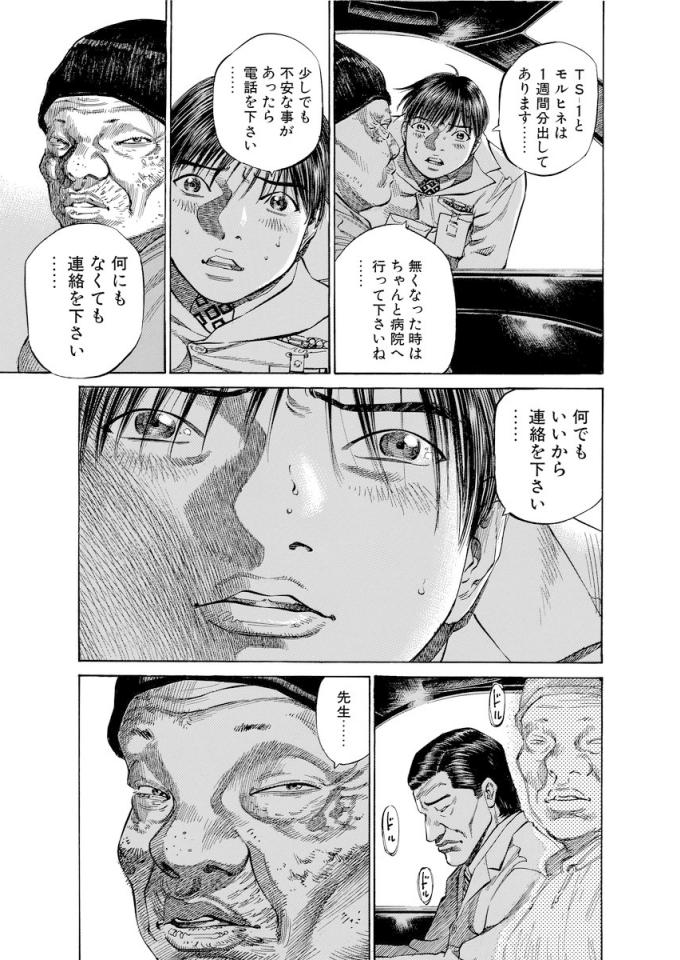 TS-1と
モルヒネは
1週間分出して
あります……
無くなった時は
ちゃんと病院へ
行って下さいね
少しでも
不安な事が
あったら
電話を下さい
……
何にも
なくても
連絡を下さい
……
何でも
いいから
連絡を下さい
……
ドル
ドル
ドル
先生……